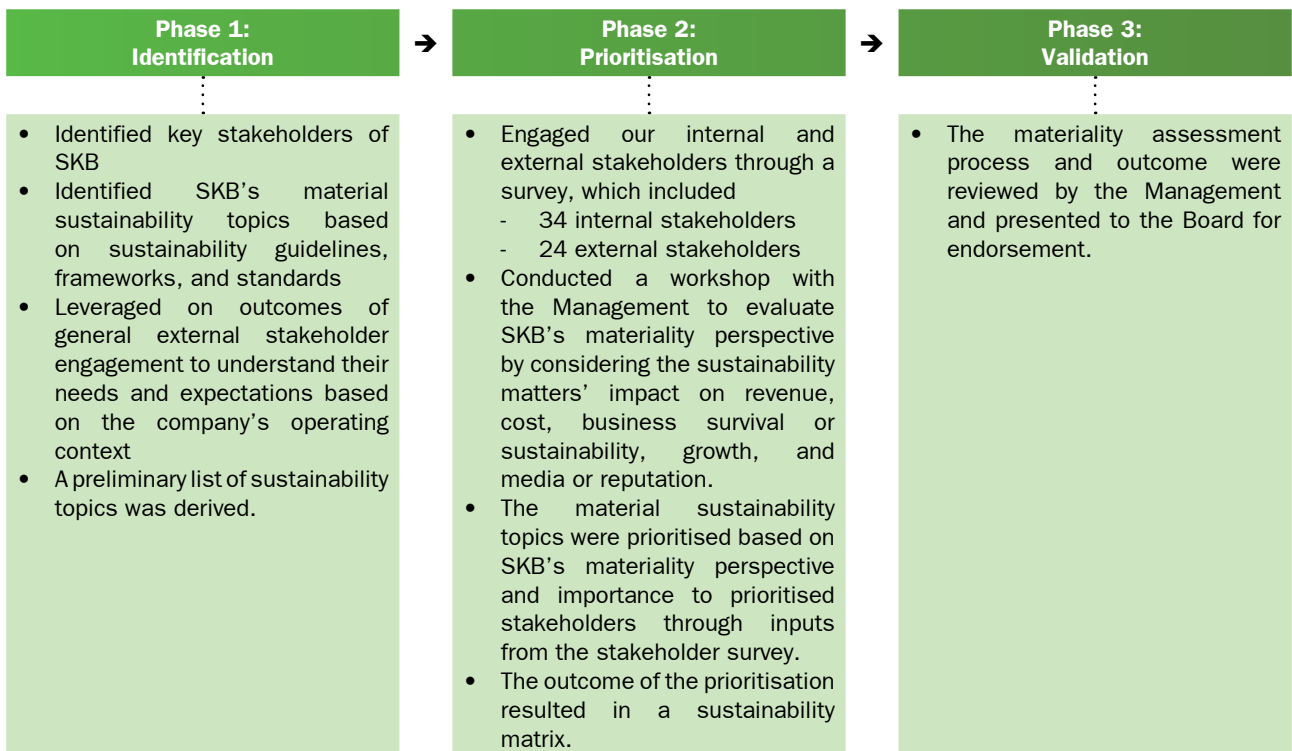 Phase 1:
Identification
➔
Phase 2:
Prioritisation
➔
Phase 3:
Validation
• Identified key stakeholders of
SKB
• Identified SKB's material
sustainability topics based
on sustainability guidelines,
frameworks, and standards
• Leveraged on outcomes of
general external stakeholder
engagement to understand their
needs and expectations based
on the company's operating
context
• A preliminary list of sustainability
topics was derived.
• Engaged our internal and
external stakeholders through a
survey, which included
- 34 internal stakeholders
- 24 external stakeholders
• Conducted a workshop with
the Management to evaluate
SKB's materiality perspective
by considering the sustainability
matters' impact on revenue,
cost, business survival or
sustainability, growth, and
media or reputation.
• The material sustainability
topics were prioritised based on
SKB's materiality perspective
and importance to prioritised
stakeholders through inputs
from the stakeholder survey.
• The outcome of the prioritisation
resulted in a sustainability
matrix.
• The materiality assessment
process and outcome were
reviewed by the Management
and presented to the Board for
endorsement.